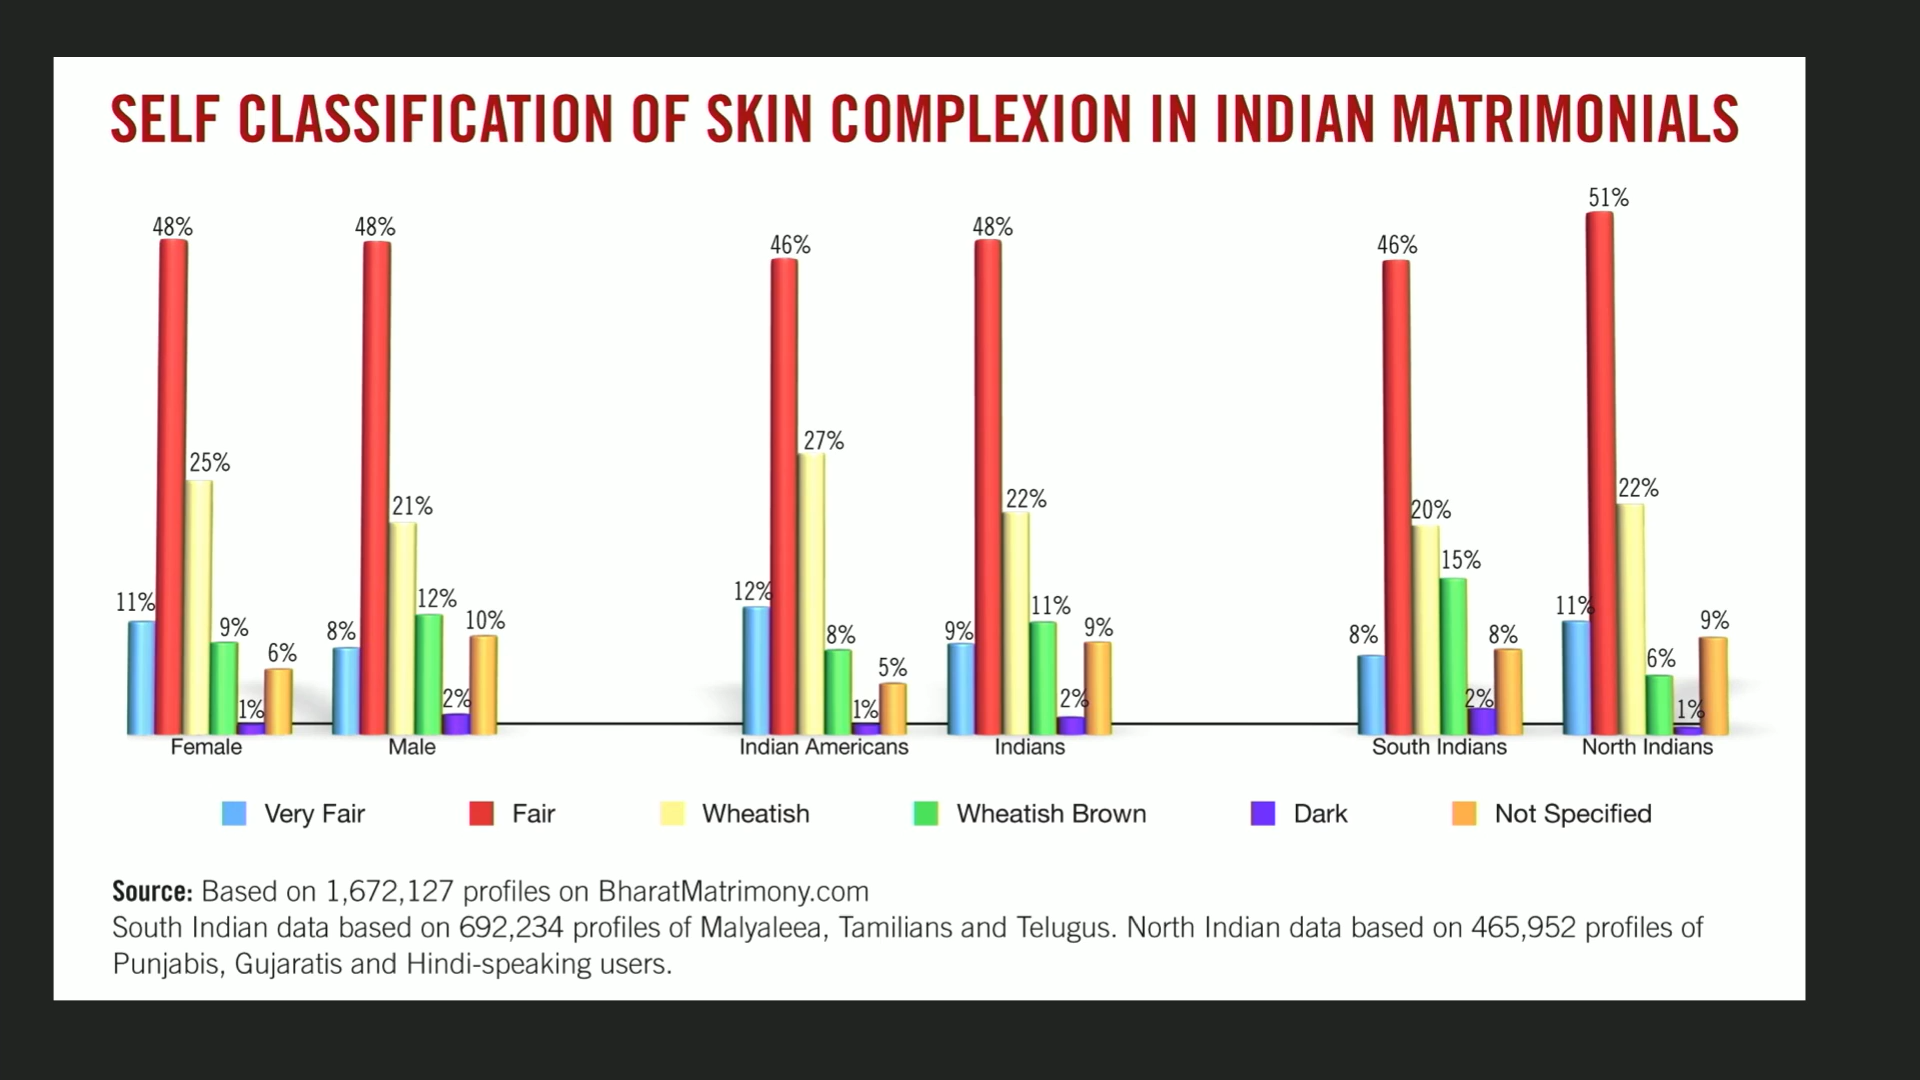 SELF CLASSIFICATION OF SKIN COMPLEXION IN INDIAN MATRIMONIALS
11% 48% 25% 9% 1% 6%
8% 48% 21% 12% 2% 10%
12% 46% 27% 8% 1% 5%
9% 48% 22% 11% 2% 9%
8% 46% 20% 15% 2% 8%
11% 51% 22% 6% 1% 9%
Female Male Indian Americans Indians South Indians North Indians
Very Fair Fair Wheatish Wheatish Brown Dark Not Specified
Source: Based on 1,672,127 profiles on BharatMatrimony.com
South Indian data based on 692,234 profiles of Malyaleea, Tamilians and Telugus. North Indian data based on 465,952 profiles of
Punjabis, Gujaratis and Hindi-speaking users.